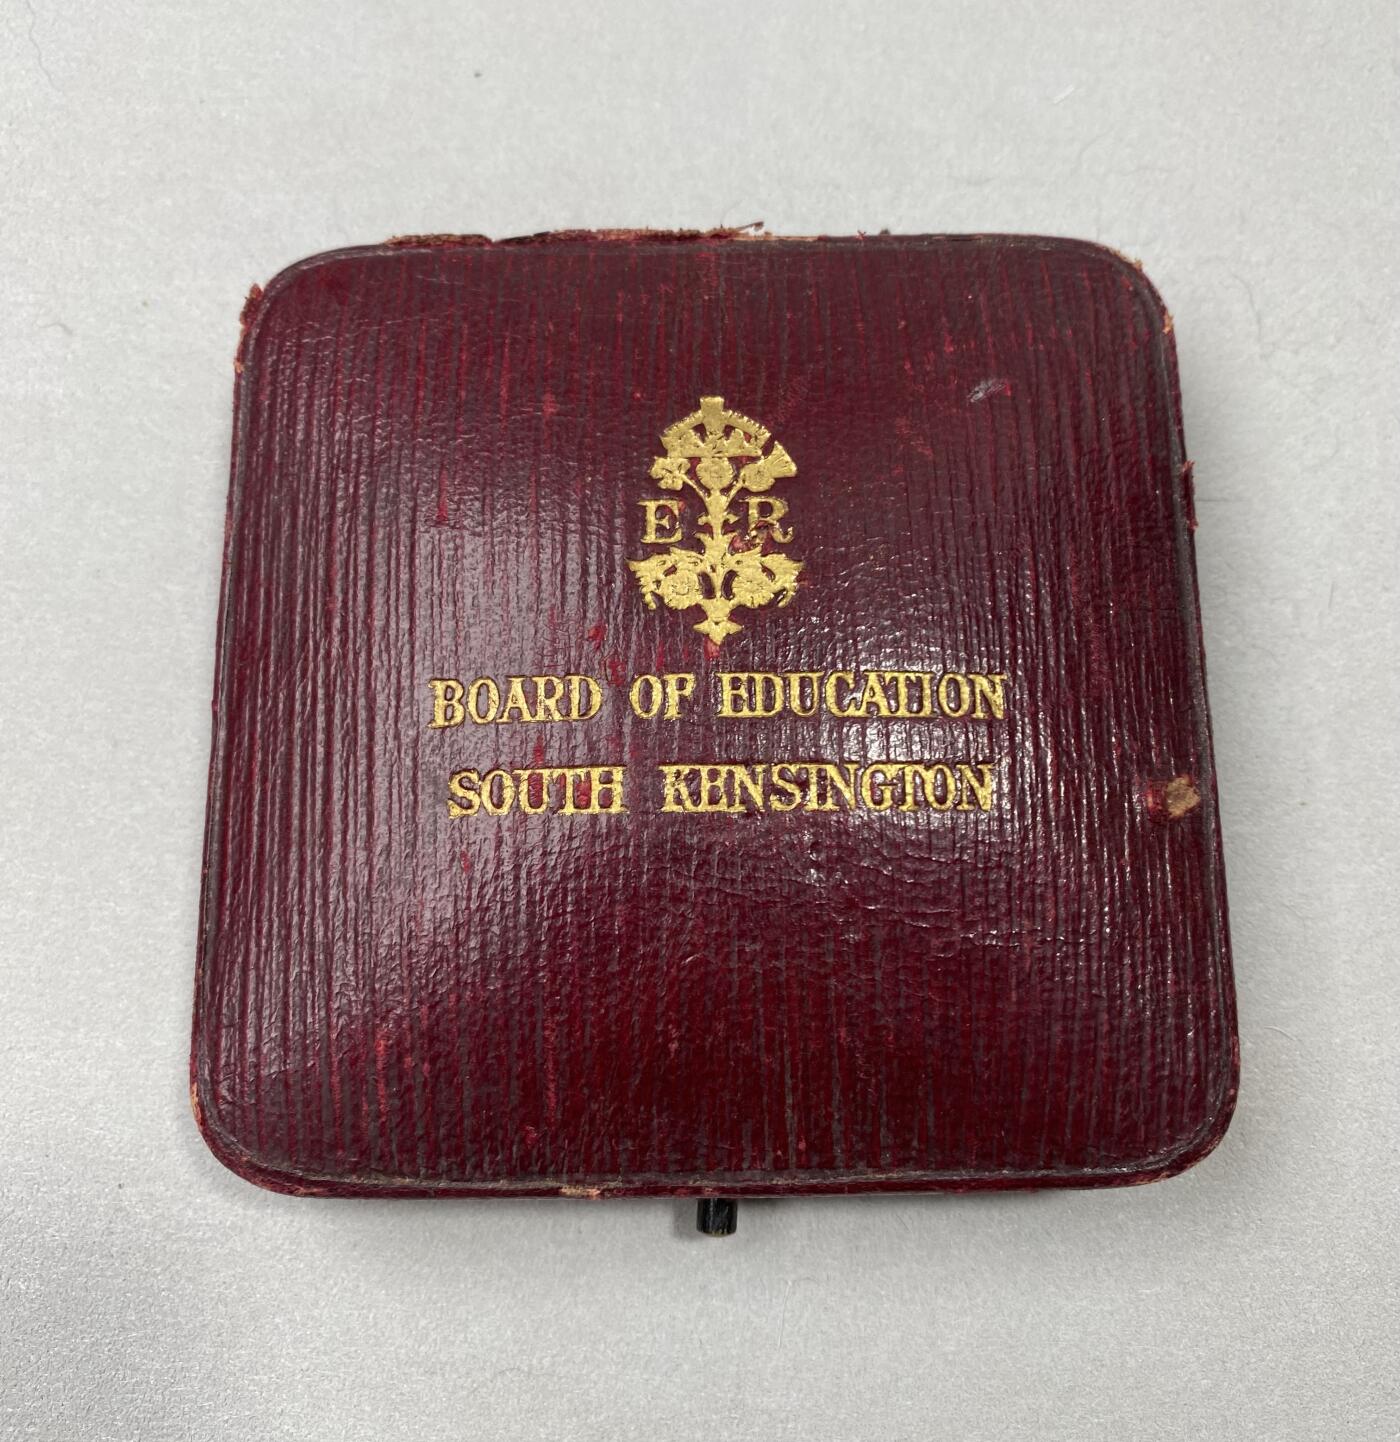 E R
BOARD OF EDUCATION
SOUTH KENSINGTON